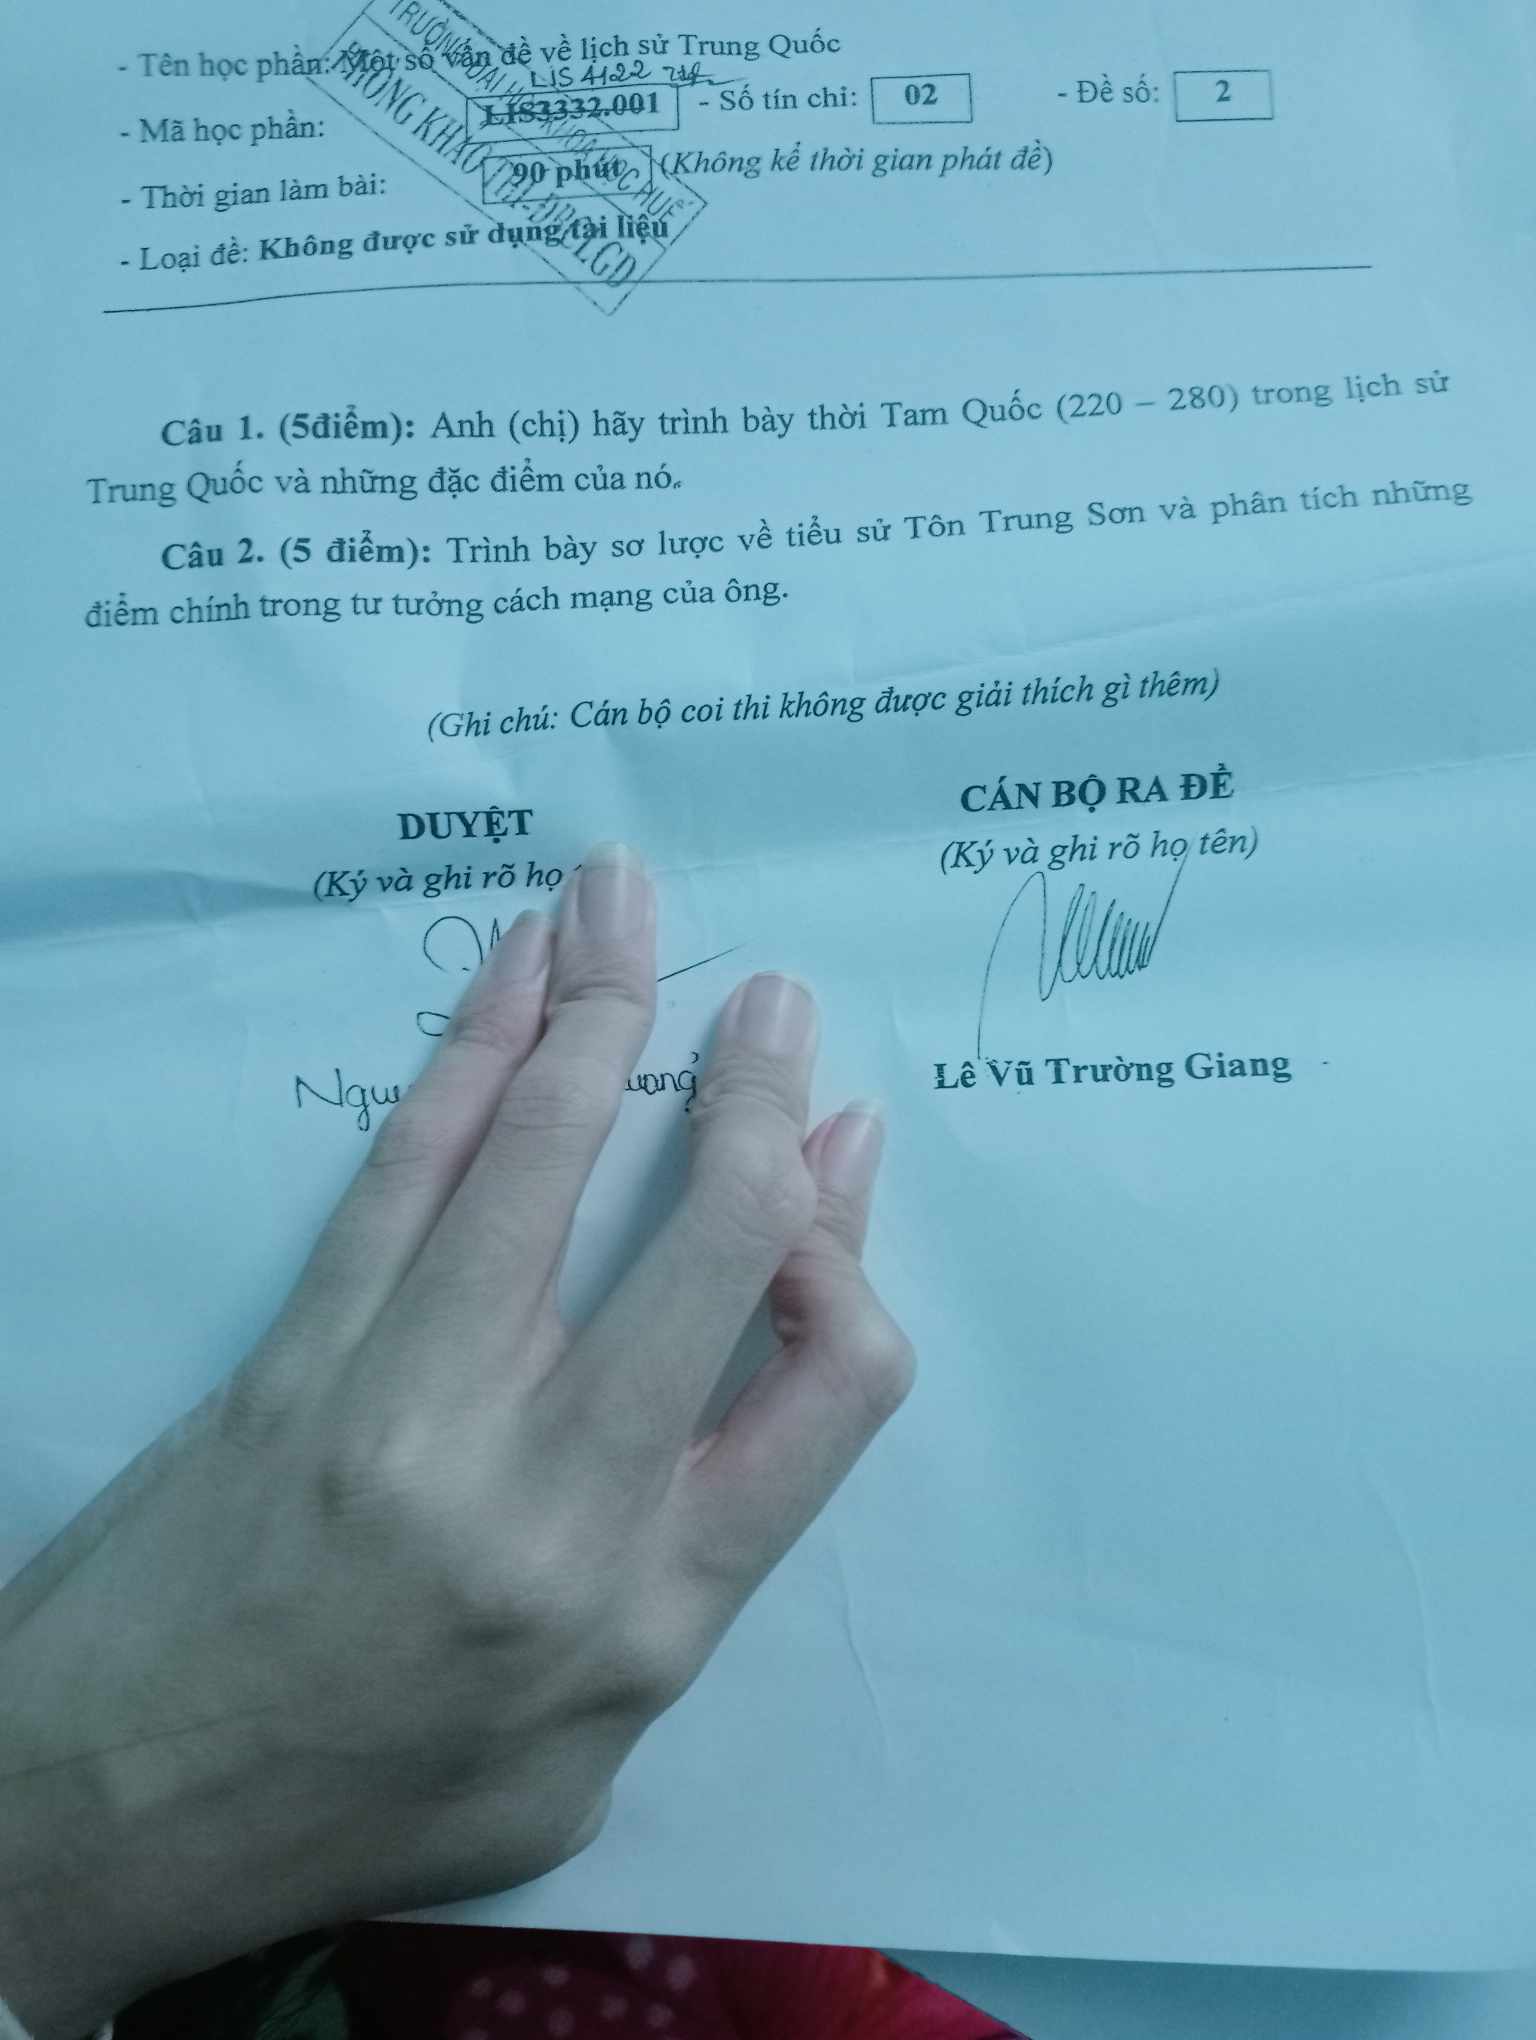 - Tên học phần: Một số vấn đề về lịch sử Trung Quốc
LIS 4122
- Mã học phần: LIS3332.001 - Số tín chỉ: 02 - Đề số: 2
- Thời gian làm bài: 90 phút (Không kể thời gian phát đề)
- Loại đề: Không được sử dụng tài liệu
TRƯỜNG ĐẠI HỌC KHOA HỌC HUẾ
PHÒNG KHẢO THÍ-ĐBCLGD
Câu 1. (5điểm): Anh (chị) hãy trình bày thời Tam Quốc (220 – 280) trong lịch sử
Trung Quốc và những đặc điểm của nó.
Câu 2. (5 điểm): Trình bày sơ lược về tiểu sử Tôn Trung Sơn và phân tích những
điểm chính trong tư tưởng cách mạng của ông.
(Ghi chú: Cán bộ coi thi không được giải thích gì thêm)
DUYỆT
(Ký và ghi rõ họ
CÁN BỘ RA ĐỀ
(Ký và ghi rõ họ tên)
Lê Vũ Trường Giang